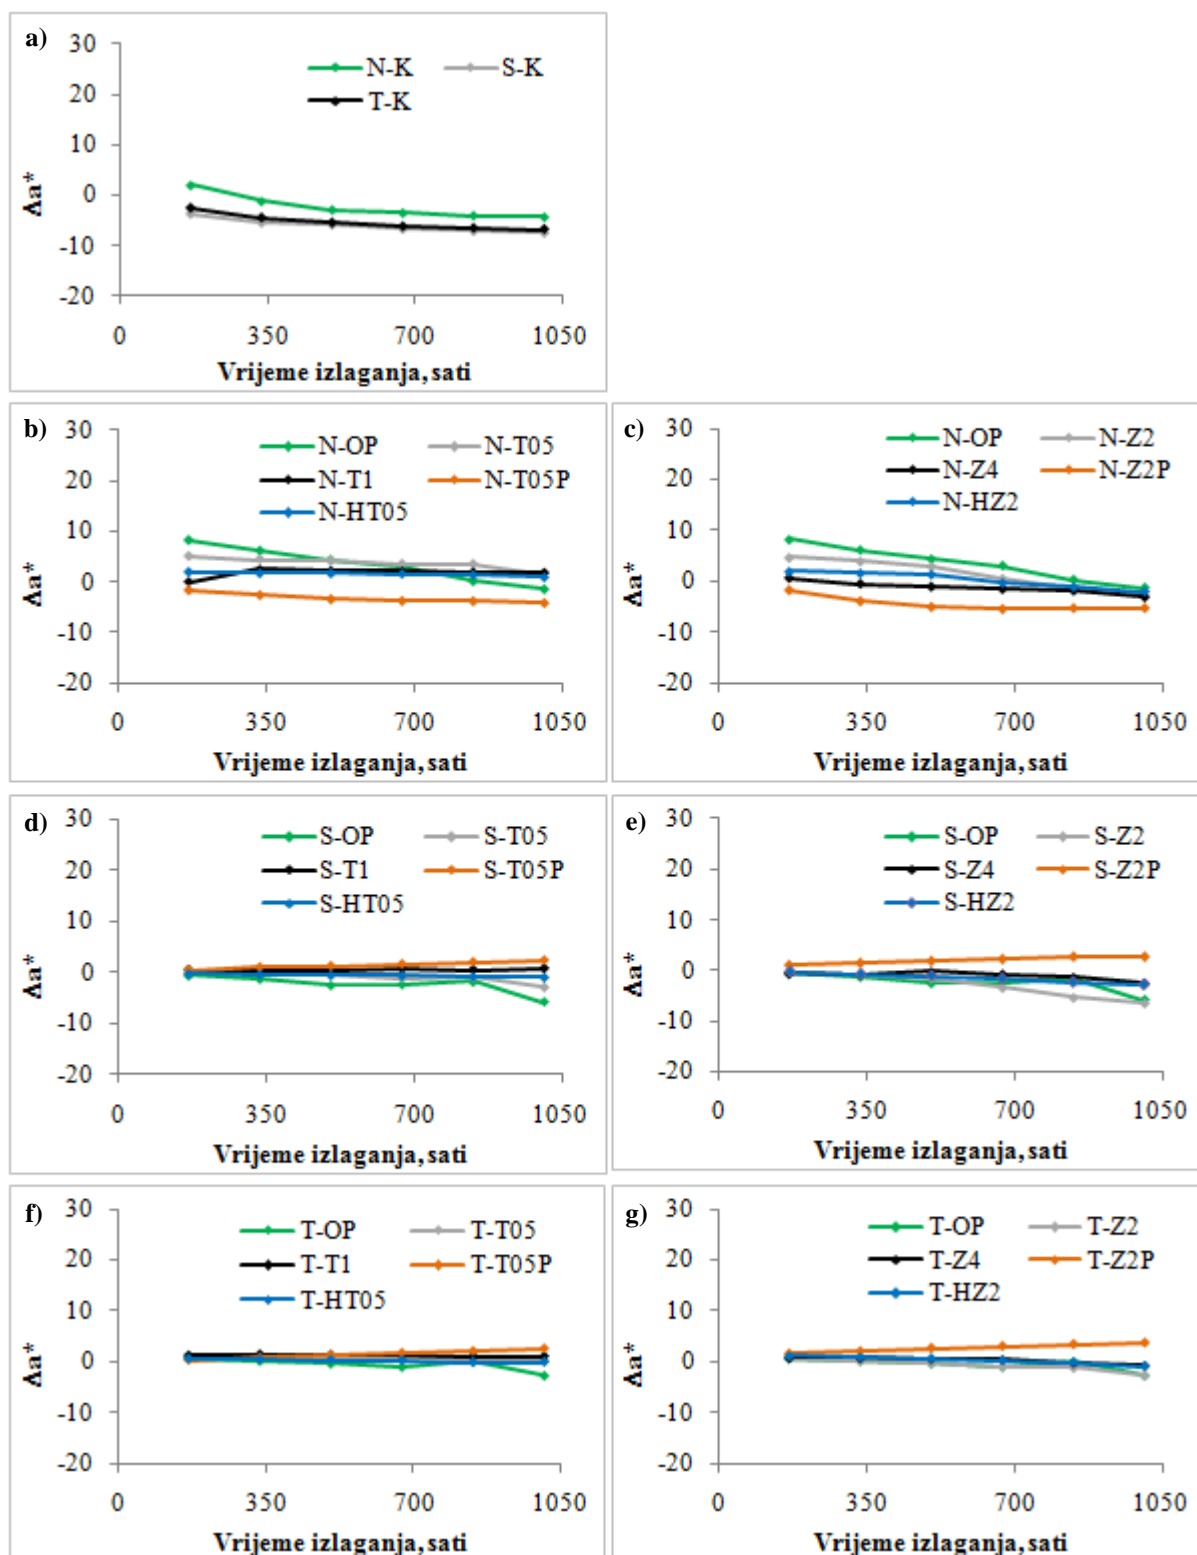 a)
30
20
10
0
-10
-20
Δa*
N-K S-K
T-K
0 350 700 1050
Vrijeme izlaganja, sati
b)
30
20
10
0
-10
-20
Δa*
N-OP N-T05
N-T1 N-T05P
N-HT05
0 350 700 1050
Vrijeme izlaganja, sati
c)
30
20
10
0
-10
-20
Δa*
N-OP N-Z2
N-Z4 N-Z2P
N-HZ2
0 350 700 1050
Vrijeme izlaganja, sati
d)
30
20
10
0
-10
-20
Δa*
S-OP S-T05
S-T1 S-T05P
S-HT05
0 350 700 1050
Vrijeme izlaganja, sati
e)
30
20
10
0
-10
-20
Δa*
S-OP S-Z2
S-Z4 S-Z2P
S-HZ2
0 350 700 1050
Vrijeme izlaganja, sati
f)
30
20
10
0
-10
-20
Δa*
T-OP T-T05
T-T1 T-T05P
T-HT05
0 350 700 1050
Vrijeme izlaganja, sati
g)
30
20
10
0
-10
-20
Δa*
T-OP T-Z2
T-Z4 T-Z2P
T-HZ2
0 350 700 1050
Vrijeme izlaganja, sati